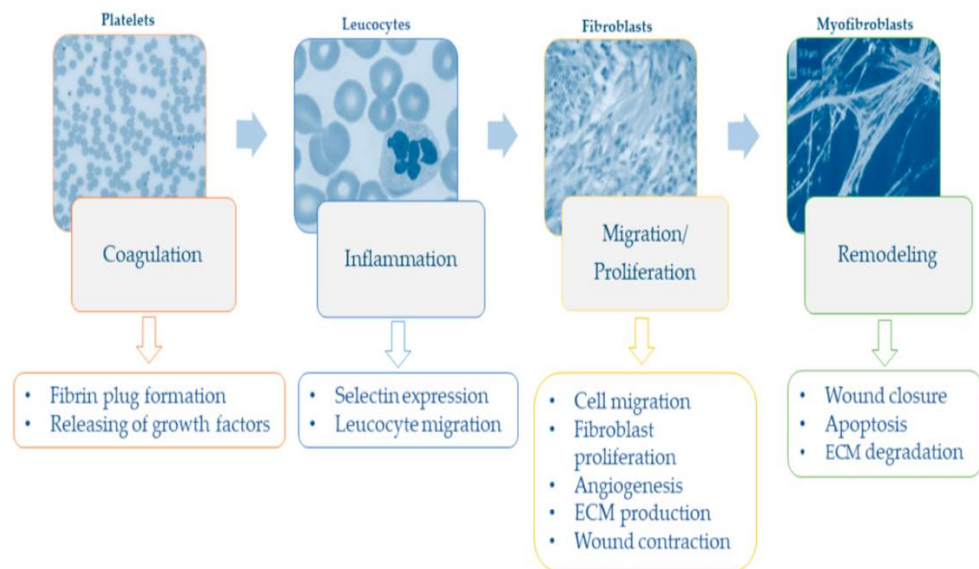 Platelets
Coagulation
• Fibrin plug formation
• Releasing of growth factors
Leucocytes
Inflammation
• Selectin expression
• Leucocyte migration
Fibroblasts
Migration/
Proliferation
• Cell migration
• Fibroblast
proliferation
• Angiogenesis
• ECM production
• Wound contraction
Myofibroblasts
Remodeling
• Wound closure
• Apoptosis
• ECM degradation